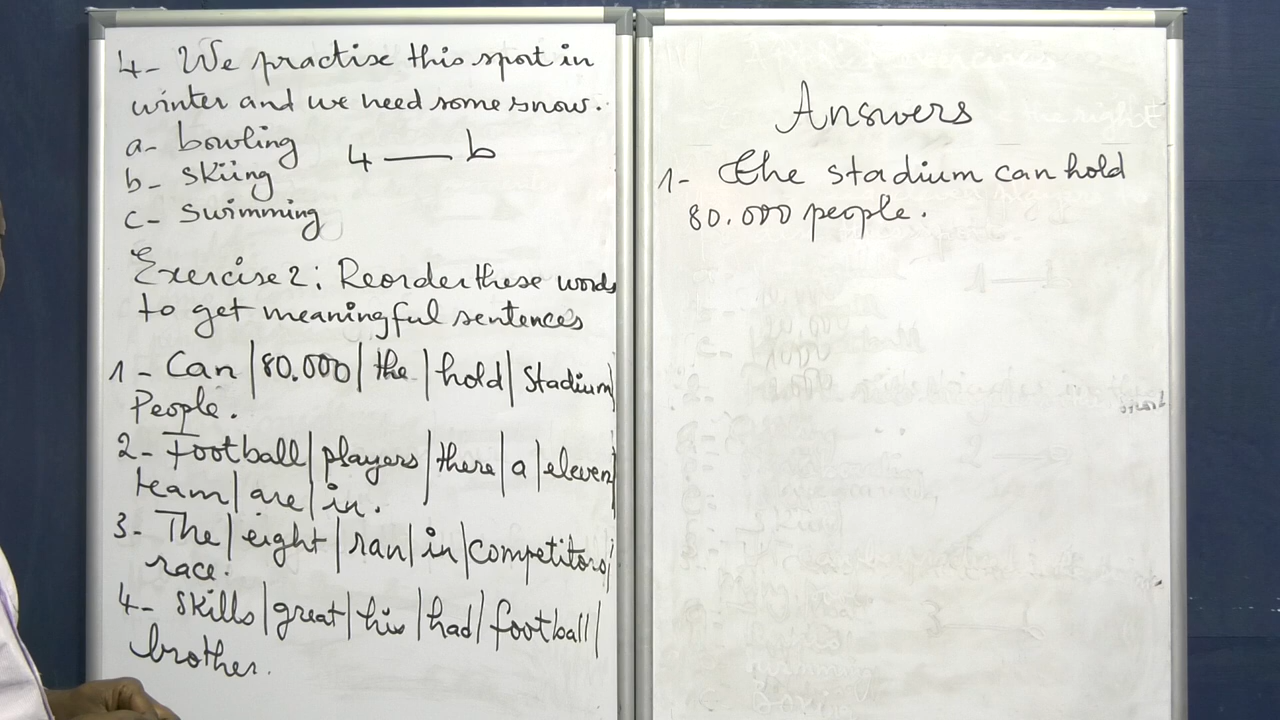 4- We practise this sport in
winter and we need some snow.
a- bowling
b- skiing
c- swimming
4 — b
Exercise 2: Reorder these words
to get meaningful sentences
1- Can | 80.000 | the | hold | stadium |
People.
2- Football | players | there | a | eleven |
team | are | in.
3- The | eight | ran | in | competitors |
race.
4- skills | great | his | had | football |
brother.
Answers
1- The stadium can hold
80.000 people.